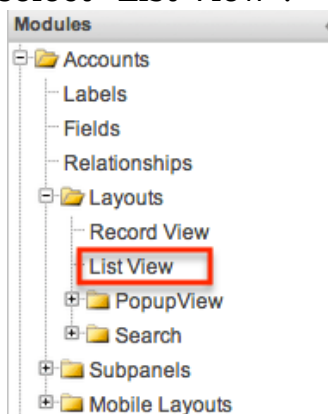 Modules
Accounts
Labels
Fields
Relationships
Layouts
Record View
List View
PopupView
Search
Subpanels
Mobile Layouts